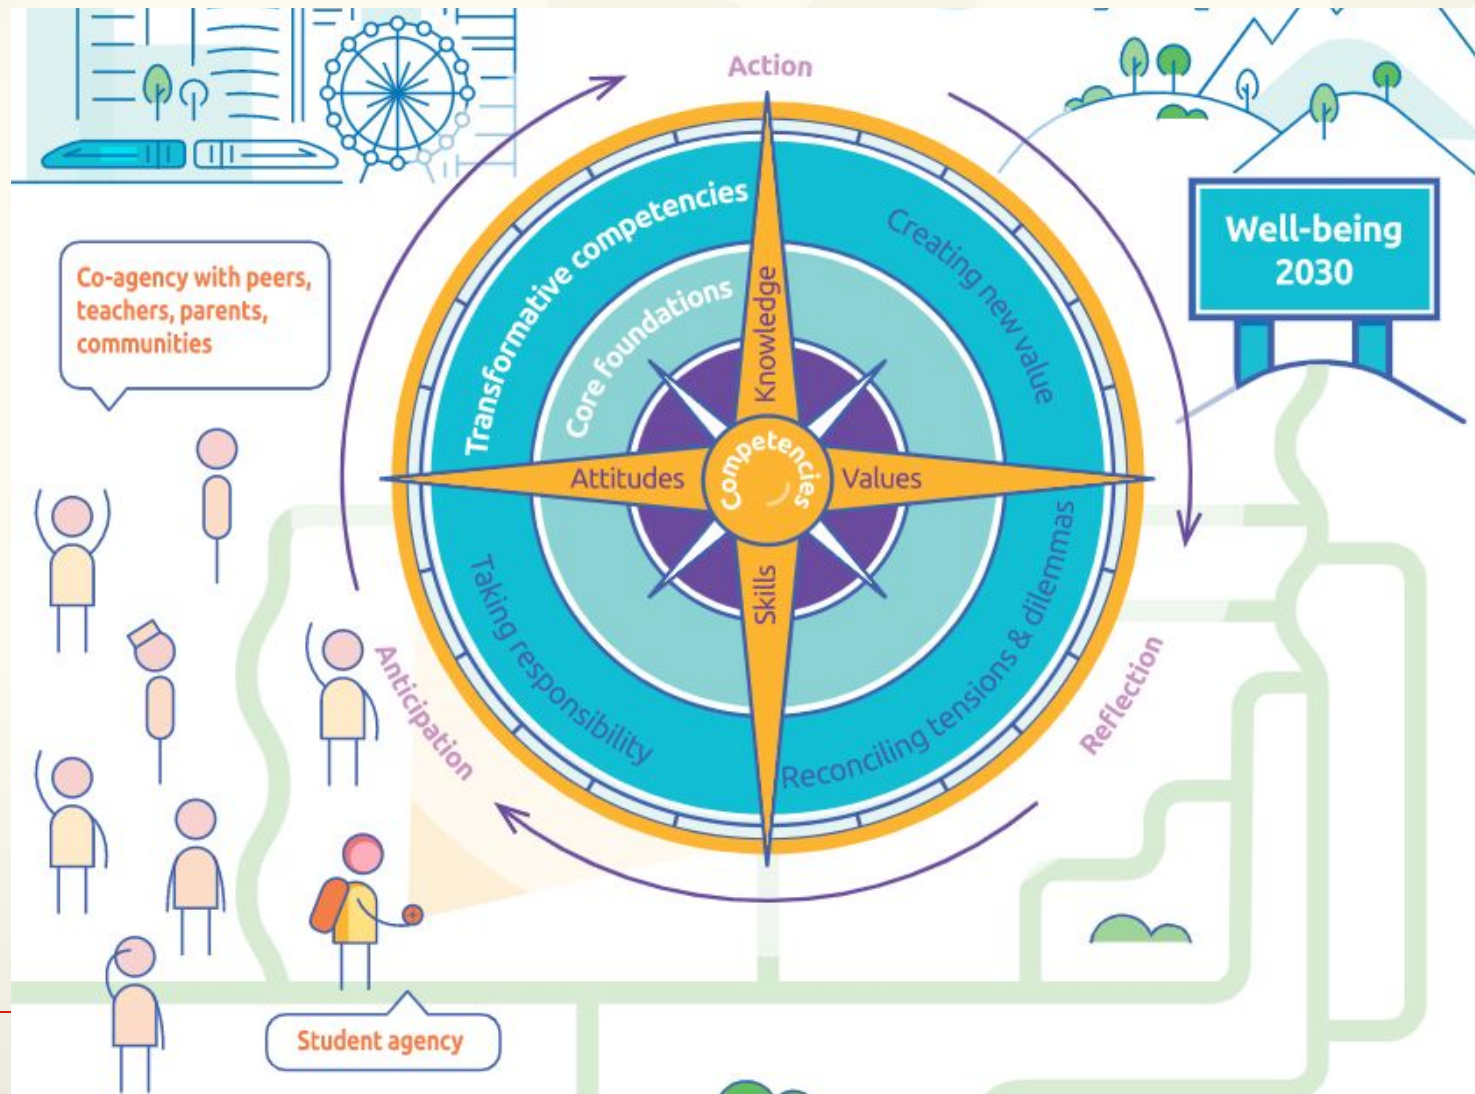 Action
Well-being
2030
Co-agency with peers,
teachers, parents,
communities
Transformative competencies
Creating new value
Core foundations
Knowledge
Competencies
Attitudes
Values
Skills
Taking responsibility
Reconciling tensions & dilemmas
Anticipation
Reflection
Student agency